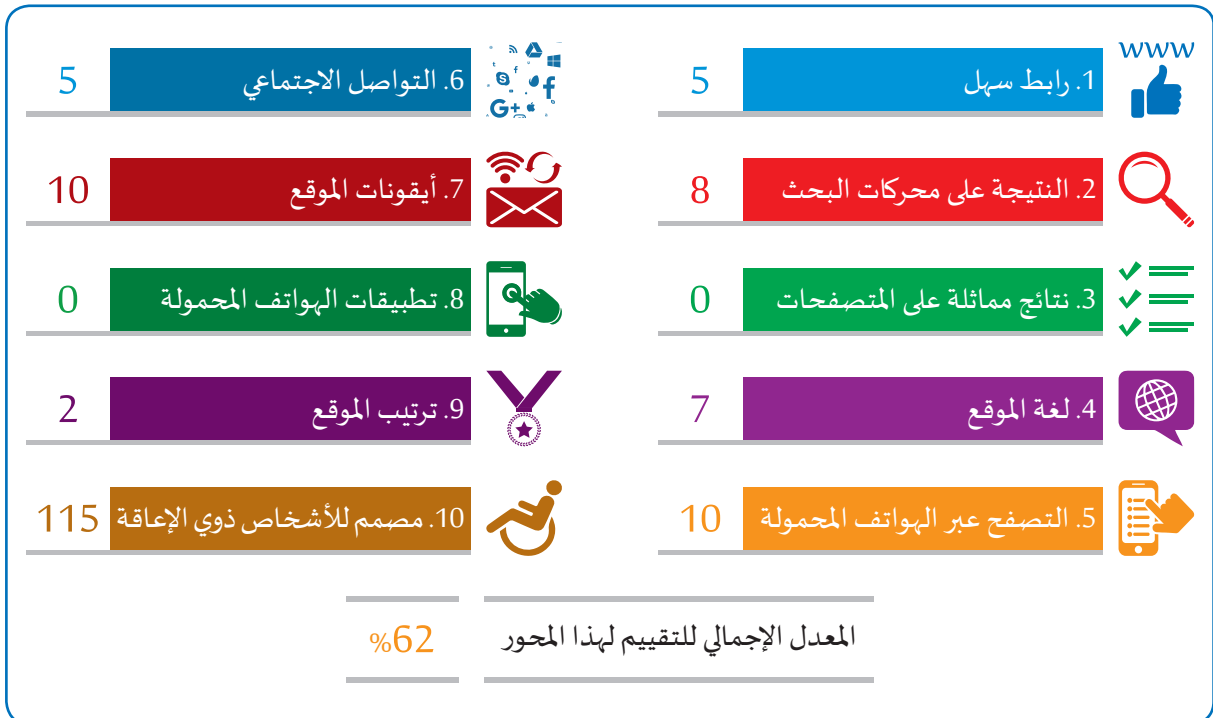 www
1. رابط سهل
5
2. النتيجة على محركات البحث
8
3. نتائج مماثلة على المتصفحات
0
4. لغة الموقع
7
5. التصفح عبر الهواتف المحمولة
10
6. التواصل الاجتماعي
5
7. أيقونات الموقع
10
8. تطبيقات الهواتف المحمولة
0
9. ترتيب الموقع
2
10. مصمم للأشخاص ذوي الإعاقة
115
المعدل الإجمالي للتقييم لهذا المحور
%62